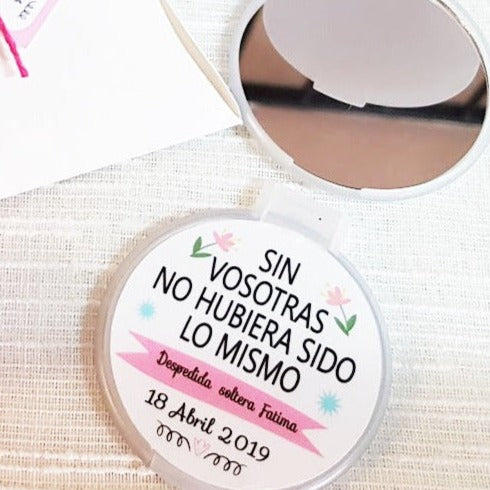 SIN
VOSOTRAS
NO HUBIERA SIDO
LO MISMO
Despedida soltera Fatima
18 Abril 2019